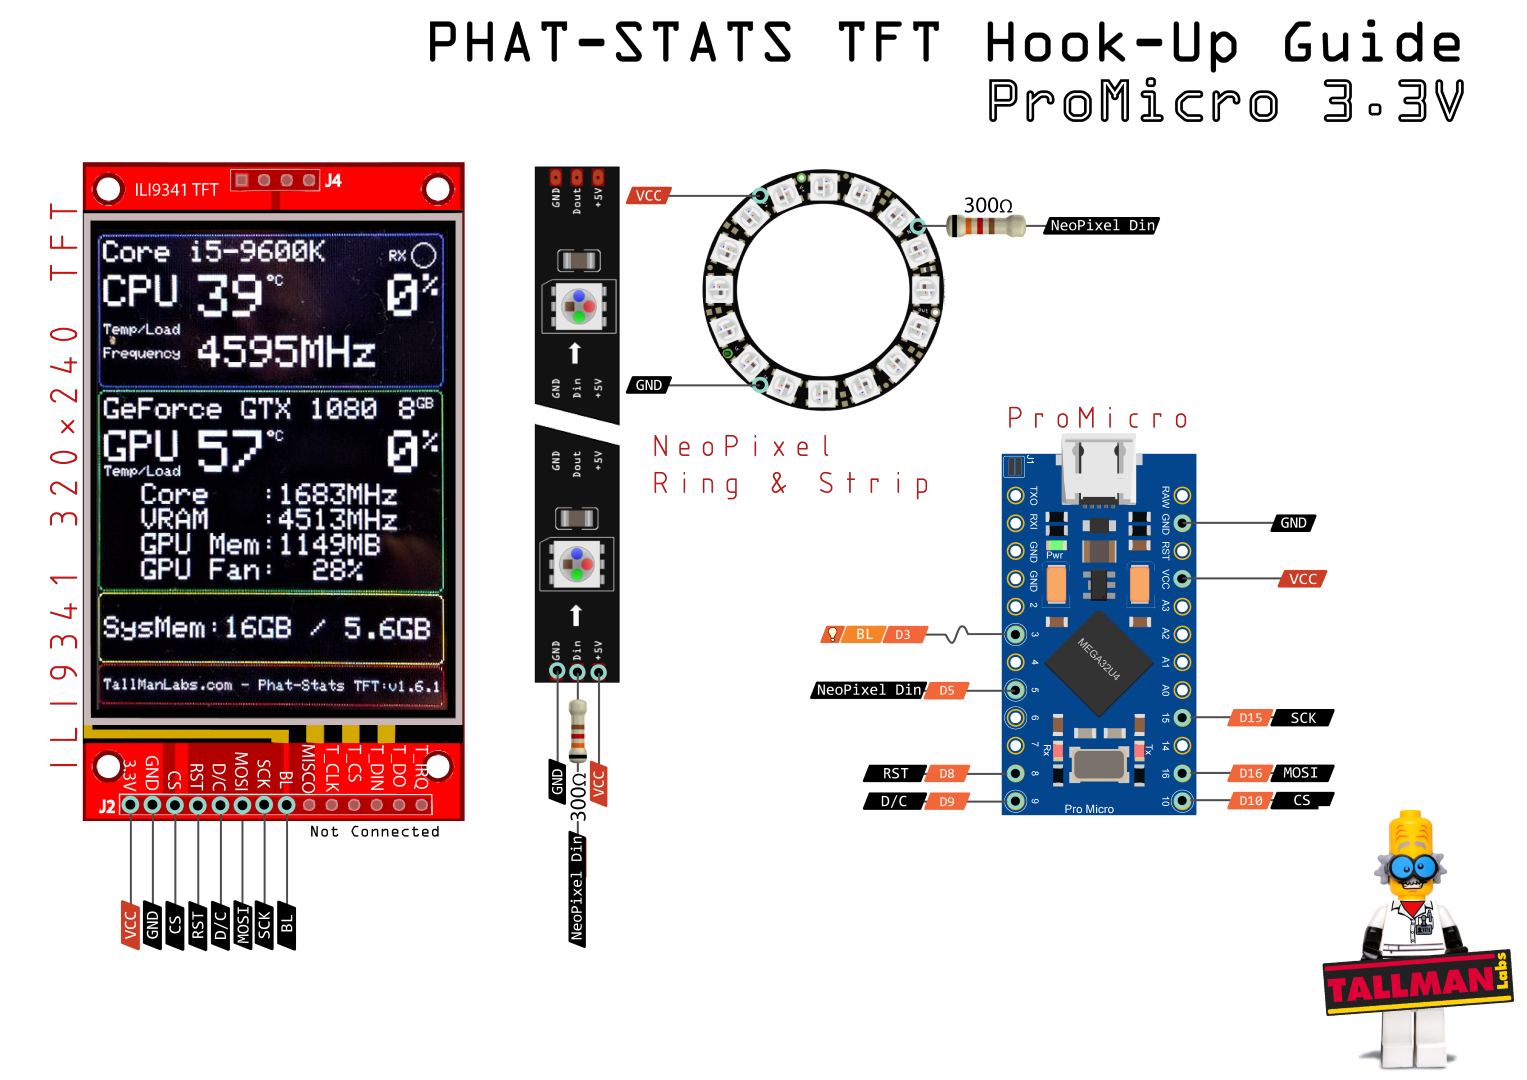 PHAT-STATS TFT Hook-Up Guide
ProMicro 3.3V
ILI9341 320x240 TFT
ILI9341 TFT
J4
Core i5-9600K
RX
CPU 39°C 0%
Temp/Load
Frequency 4595MHz
GeForce GTX 1080 8GB
GPU 57°C 0%
Temp/Load
Core :1683MHz
VRAM :4513MHz
GPU Mem:1149MB
GPU Fan: 28%
SysMem:16GB / 5.6GB
TallManLabs.com - Phat-Stats TFT:v1.6.1
3.3V
GND
CS
RST
D/C
MOSI
SCK
BL
MISCO
T_CLK
T_CS
T_DIN
T_DO
T_IRQ
J2
Not Connected
VCC
GND
CS
RST
D/C
MOSI
SCK
BL
GND Dout +5V
GND Din +5V
GND Dout +5V
GND Din +5V
GND
VCC
300Ω
NeoPixel Din
VCC
GND
300Ω
NeoPixel Din
NeoPixel
Ring & Strip
ProMicro
J1
TXO
RXI
GND
GND
2
3
4
5
6
7
8
9
RAW
GND
RST
VCC
A3
A2
A1
A0
15
14
16
10
Pwr
MEGA32U4
Rx
Tx
Pro Micro
BL D3
NeoPixel Din D5
RST D8
D/C D9
GND
VCC
D15 SCK
D16 MOSI
D10 CS
TALLMAN Labs